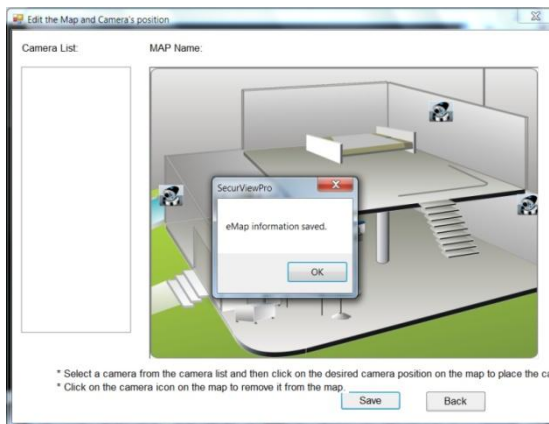 Edit the Map and Camera's position
Camera List:
MAP Name:
SecurViewPro
eMap information saved.
OK
* Select a camera from the camera list and then click on the desired camera position on the map to place the ca
* Click on the camera icon on the map to remove it from the map.
Save
Back